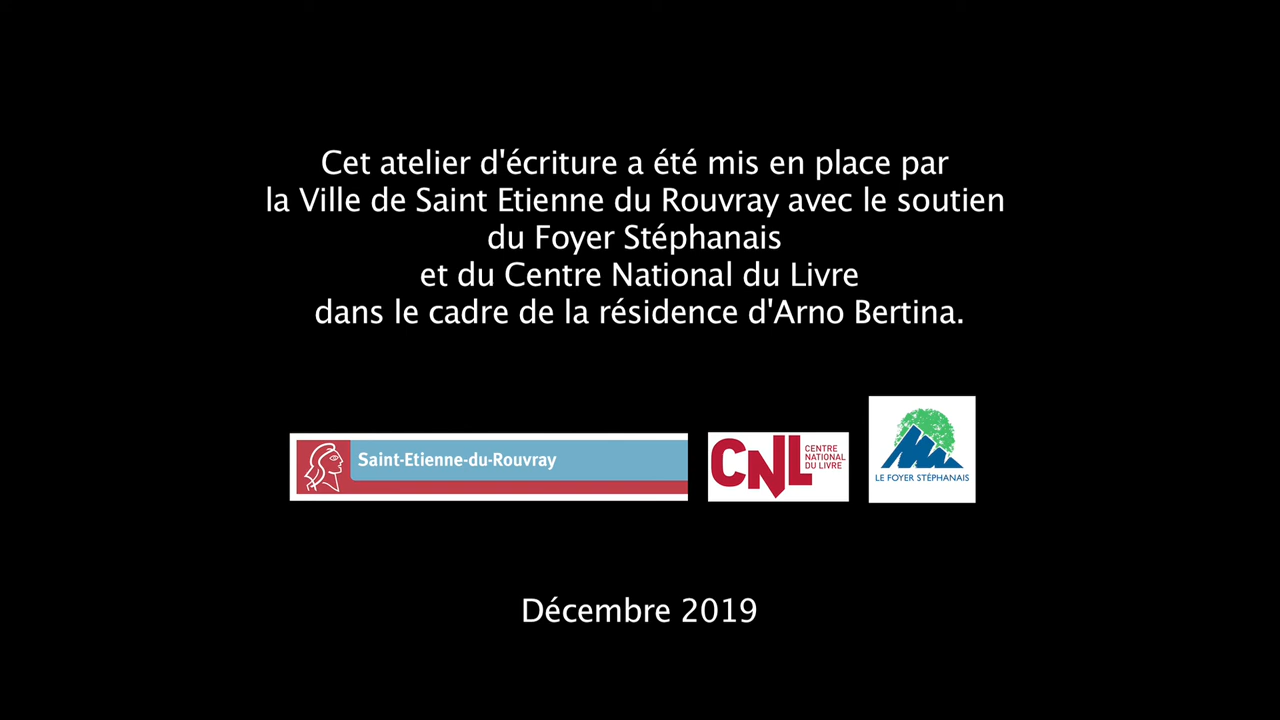 Cet atelier d'écriture a été mis en place par
la Ville de Saint Etienne du Rouvray avec le soutien
du Foyer Stéphanais
et du Centre National du Livre
dans le cadre de la résidence d'Arno Bertina.
Saint-Etienne-du-Rouvray
CNL
CENTRE
NATIONAL
DU LIVRE
LE FOYER STÉPHANAIS
Décembre 2019